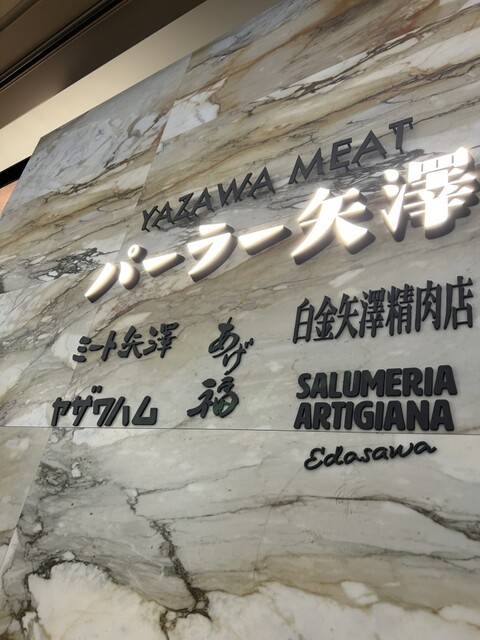 YAZAWA MEAT
パーラー矢澤
ミート矢澤
あげ福
白金矢澤精肉店
ヤザワハム
SALUMERIA
ARTIGIANA
Edasawa